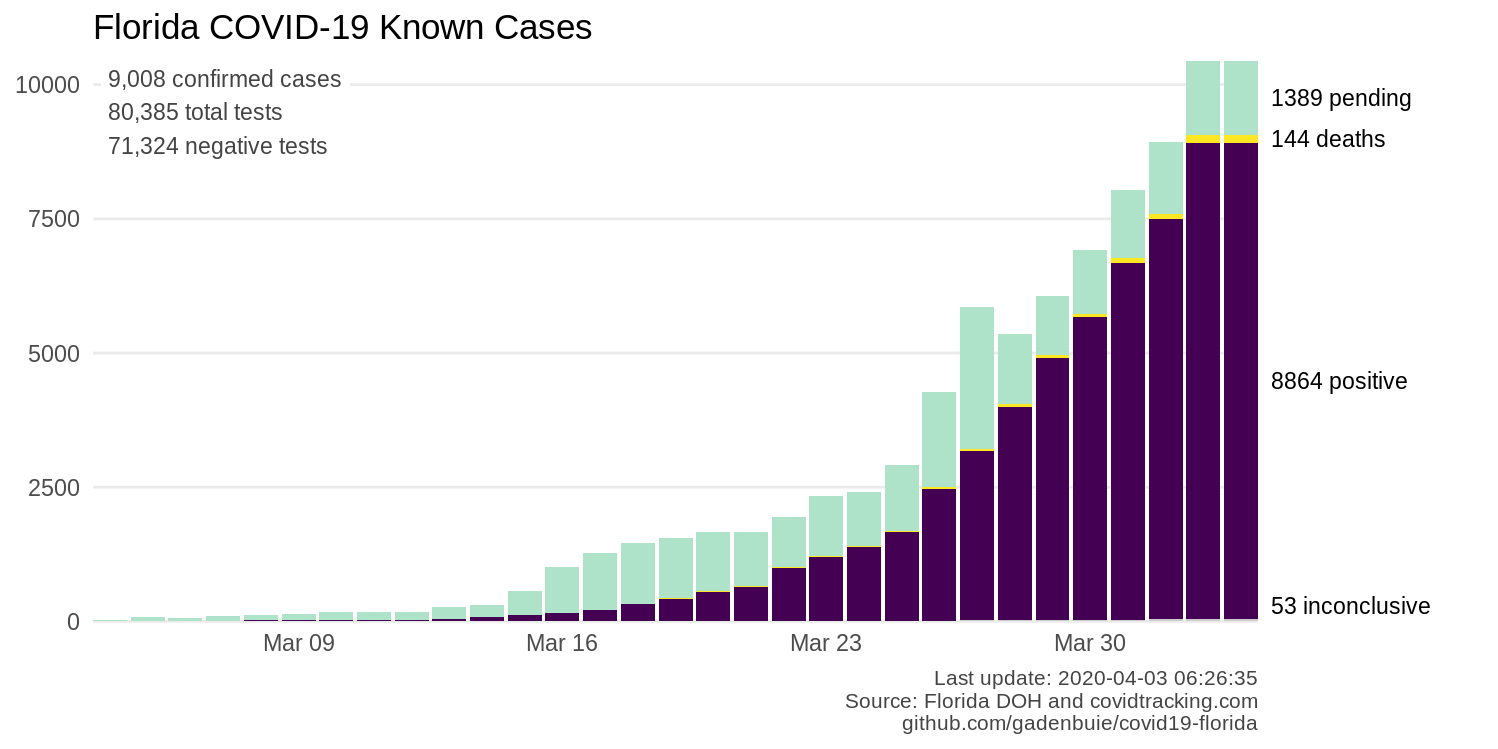 Florida COVID-19 Known Cases
9,008 confirmed cases
80,385 total tests
71,324 negative tests
10000
7500
5000
2500
0
1389 pending
144 deaths
8864 positive
53 inconclusive
Mar 09 Mar 16 Mar 23 Mar 30
Last update: 2020-04-03 06:26:35
Source: Florida DOH and covidtracking.com
github.com/gadenbuie/covid19-florida